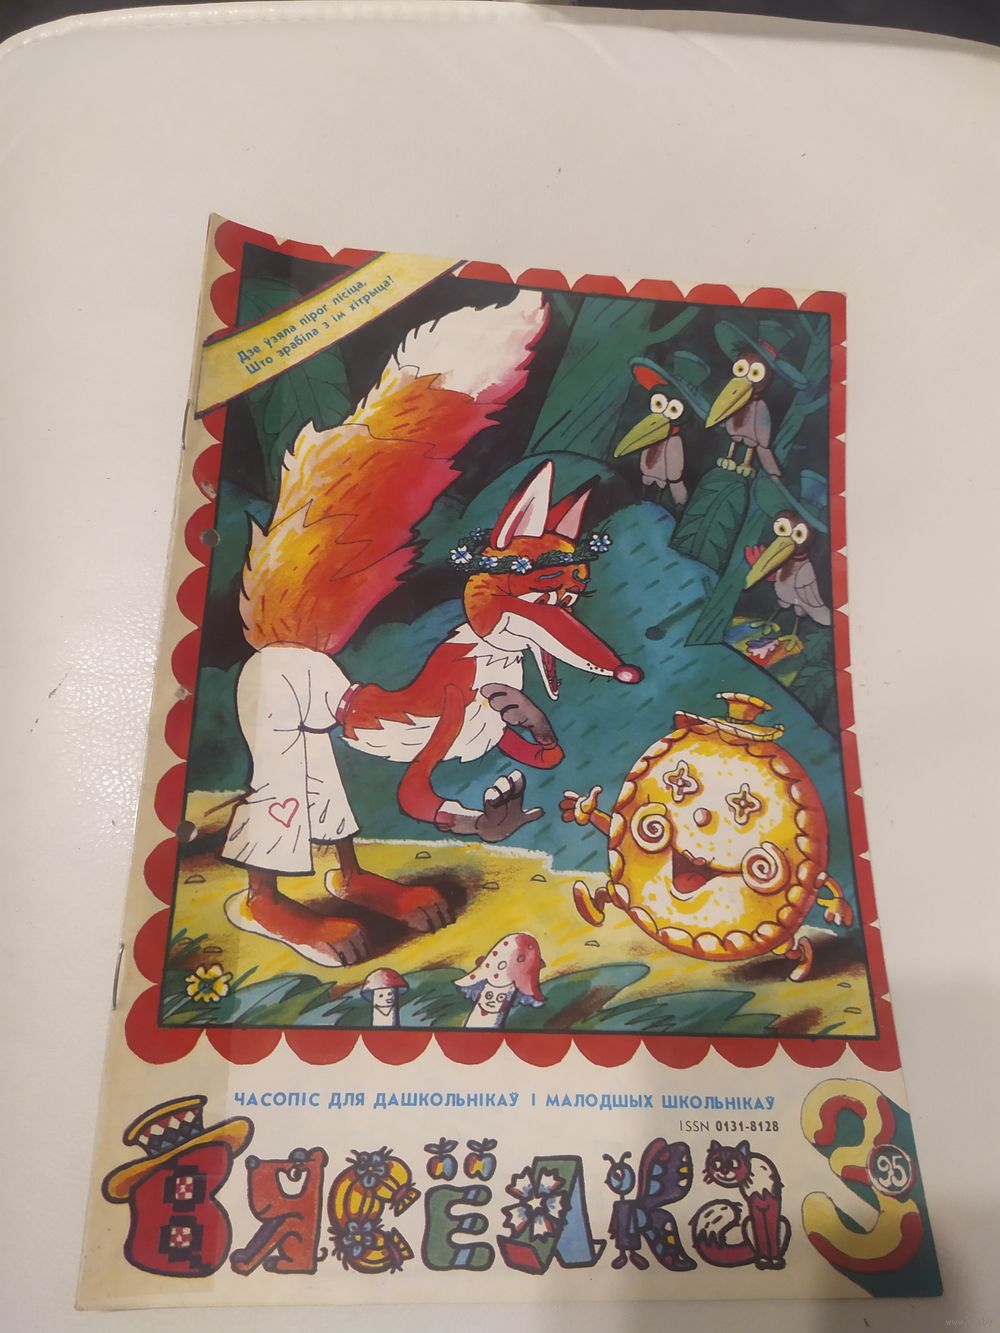 Дзе ўзяла пірог лісіца,
Што зрабіла з ім хітрыца!
ЧАСОПІС ДЛЯ ДАШКОЛЬНІКАЎ І МАЛОДШЫХ ШКОЛЬНІКАЎ
ISSN 0131-8128
ВЯСЁЛКА
3
95